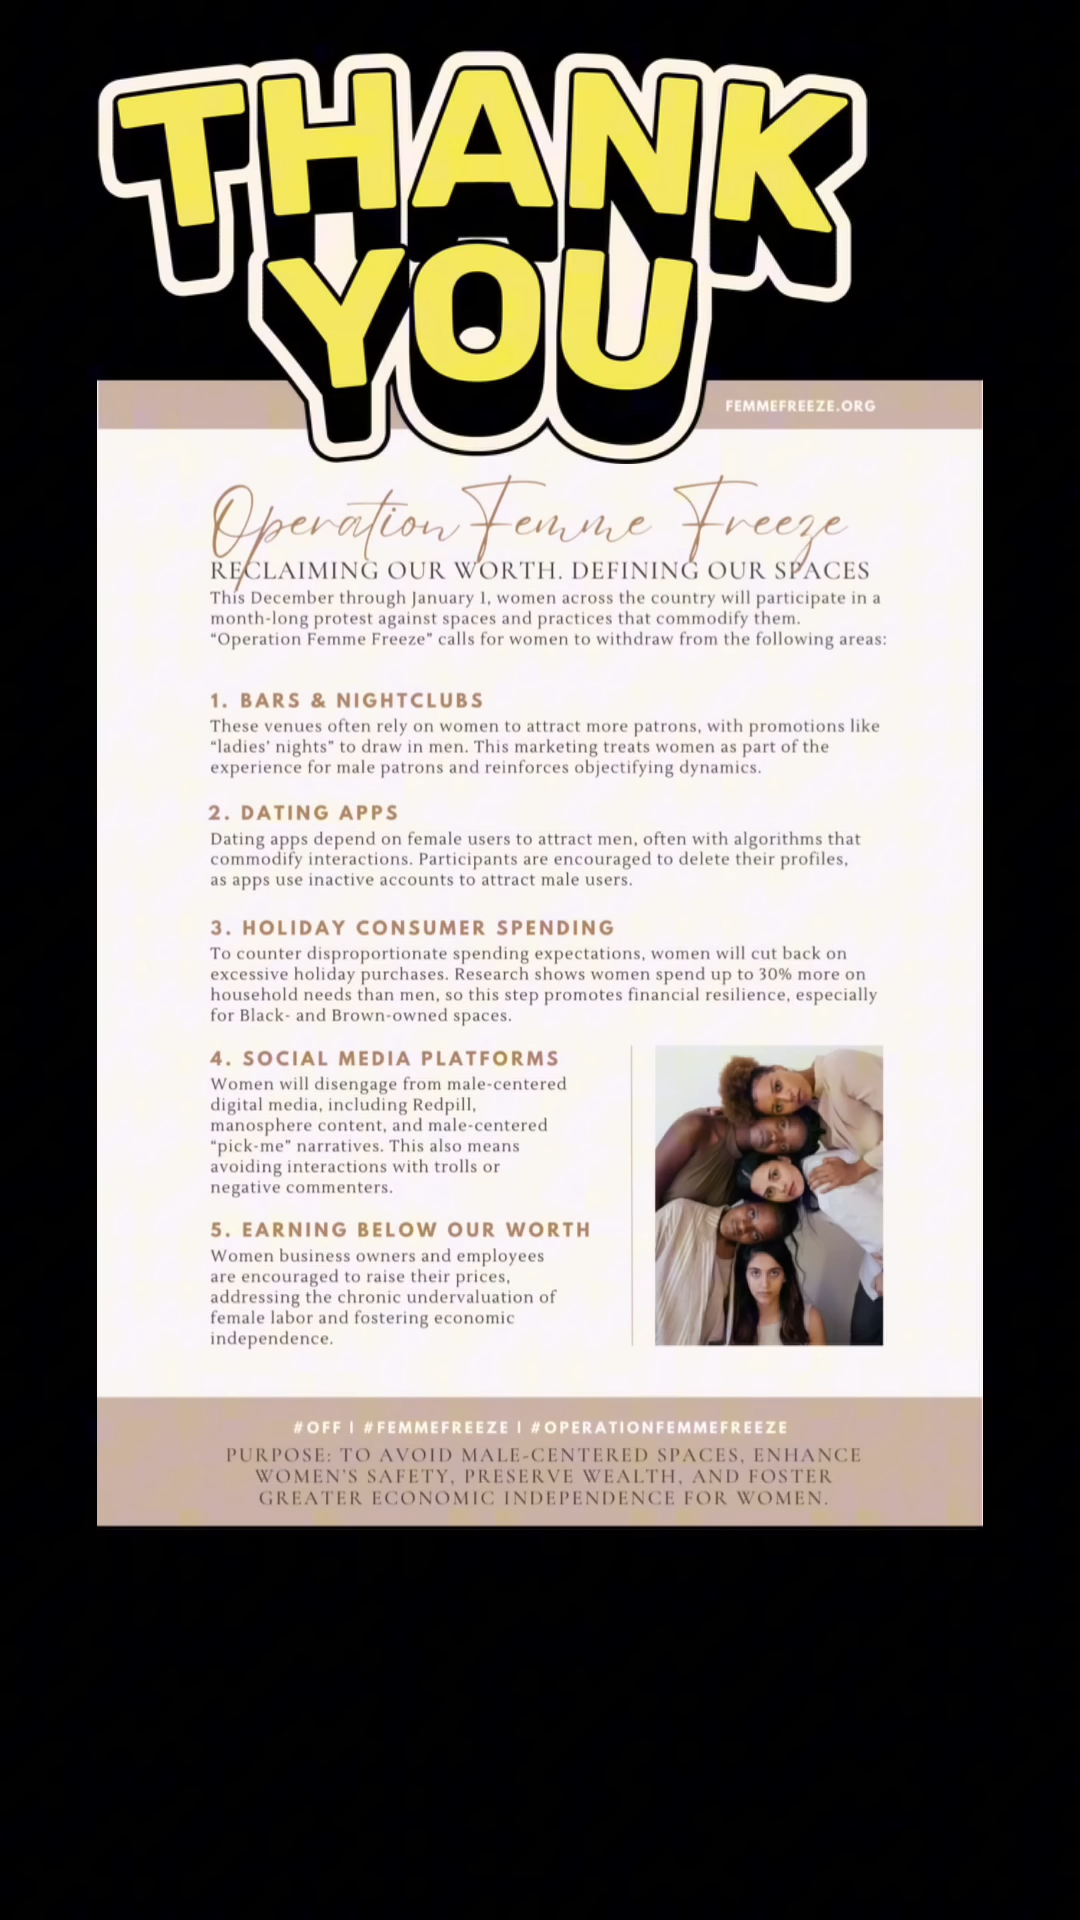 THANK
YOU
FEMMEFREEZE.ORG
Operation Femme Freeze
RECLAIMING OUR WORTH. DEFINING OUR SPACES
This December through January 1, women across the country will participate in a
month-long protest against spaces and practices that commodify them.
“Operation Femme Freeze” calls for women to withdraw from the following areas:
1. BARS & NIGHTCLUBS
These venues often rely on women to attract more patrons, with promotions like
“ladies’ nights” to draw in men. This marketing treats women as part of the
experience for male patrons and reinforces objectifying dynamics.
2. DATING APPS
Dating apps depend on female users to attract men, often with algorithms that
commodify interactions. Participants are encouraged to delete their profiles,
as apps use inactive accounts to attract male users.
3. HOLIDAY CONSUMER SPENDING
To counter disproportionate spending expectations, women will cut back on
excessive holiday purchases. Research shows women spend up to 30% more on
household needs than men, so this step promotes financial resilience, especially
for Black- and Brown-owned spaces.
4. SOCIAL MEDIA PLATFORMS
Women will disengage from male-centered
digital media, including Redpill,
manosphere content, and male-centered
“pick-me” narratives. This also means
avoiding interactions with trolls or
negative commenters.
5. EARNING BELOW OUR WORTH
Women business owners and employees
are encouraged to raise their prices,
addressing the chronic undervaluation of
female labor and fostering economic
independence.
#OFF | #FEMMEFREEZE | #OPERATIONFEMMEFREEZE
PURPOSE: TO AVOID MALE-CENTERED SPACES, ENHANCE
WOMEN’S SAFETY, PRESERVE WEALTH, AND FOSTER
GREATER ECONOMIC INDEPENDENCE FOR WOMEN.